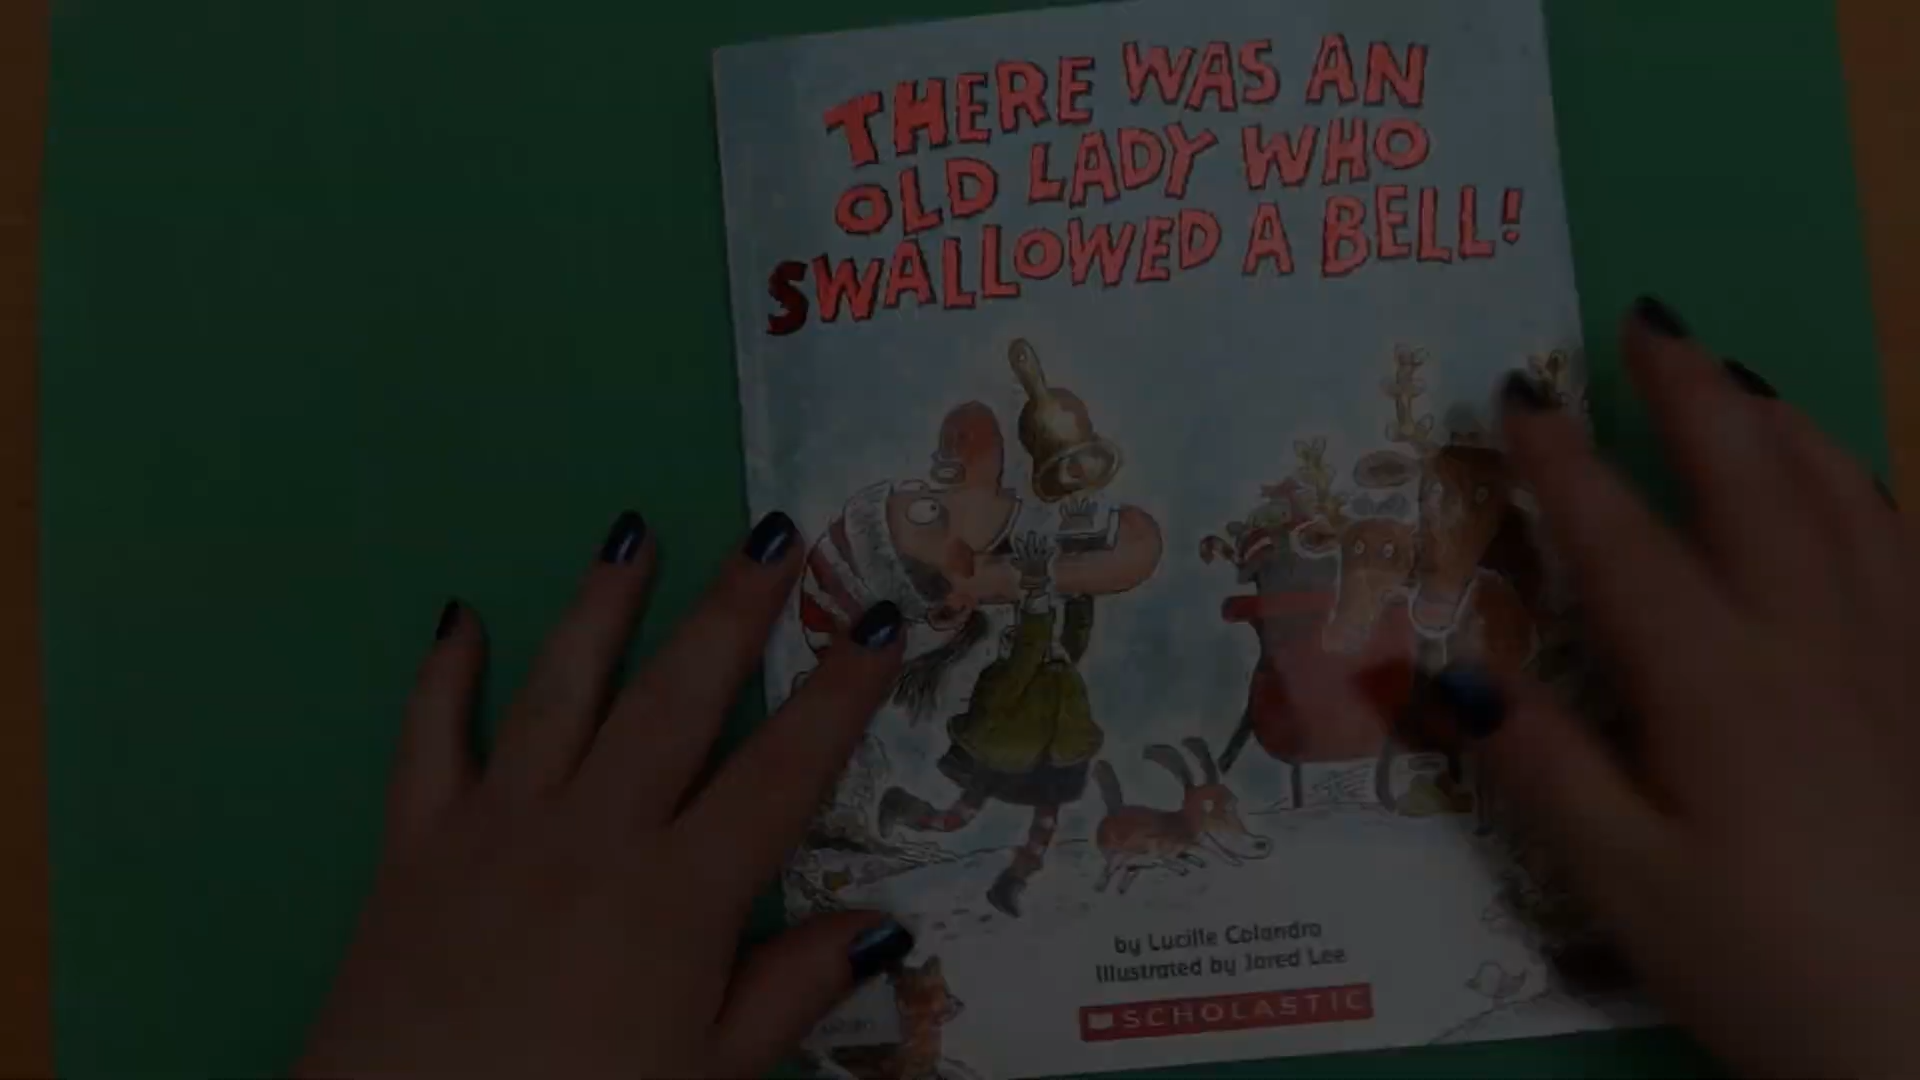 THERE WAS AN
OLD LADY WHO
SWALLOWED A BELL!
by Lucille Colandro
Illustrated by Jared Lee
SCHOLASTIC